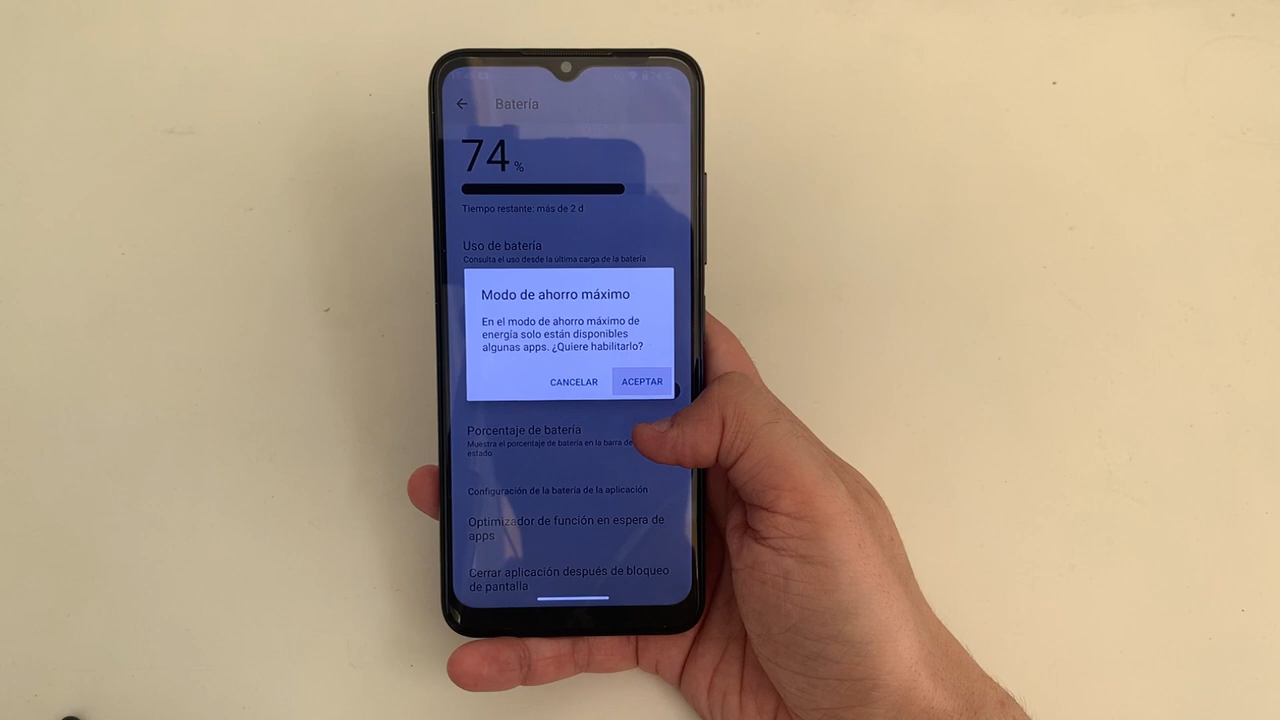 Batería
74 %
Tiempo restante: más de 2 d
Uso de batería
Consulta el uso desde la última carga de la batería
Modo de ahorro máximo
En el modo de ahorro máximo de
energía solo están disponibles
algunas apps. ¿Quiere habilitarlo?
CANCELAR ACEPTAR
Porcentaje de batería
Muestra el porcentaje de batería en la barra de
estado
Configuración de la batería de la aplicación
Optimizador de función en espera de
apps
Cerrar aplicación después de bloqueo
de pantalla